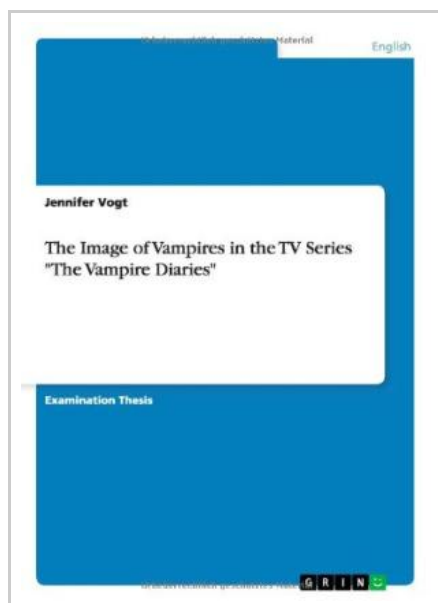 English
Jennifer Vogt
The Image of Vampires in the TV Series
"The Vampire Diaries"
Examination Thesis
GRIN